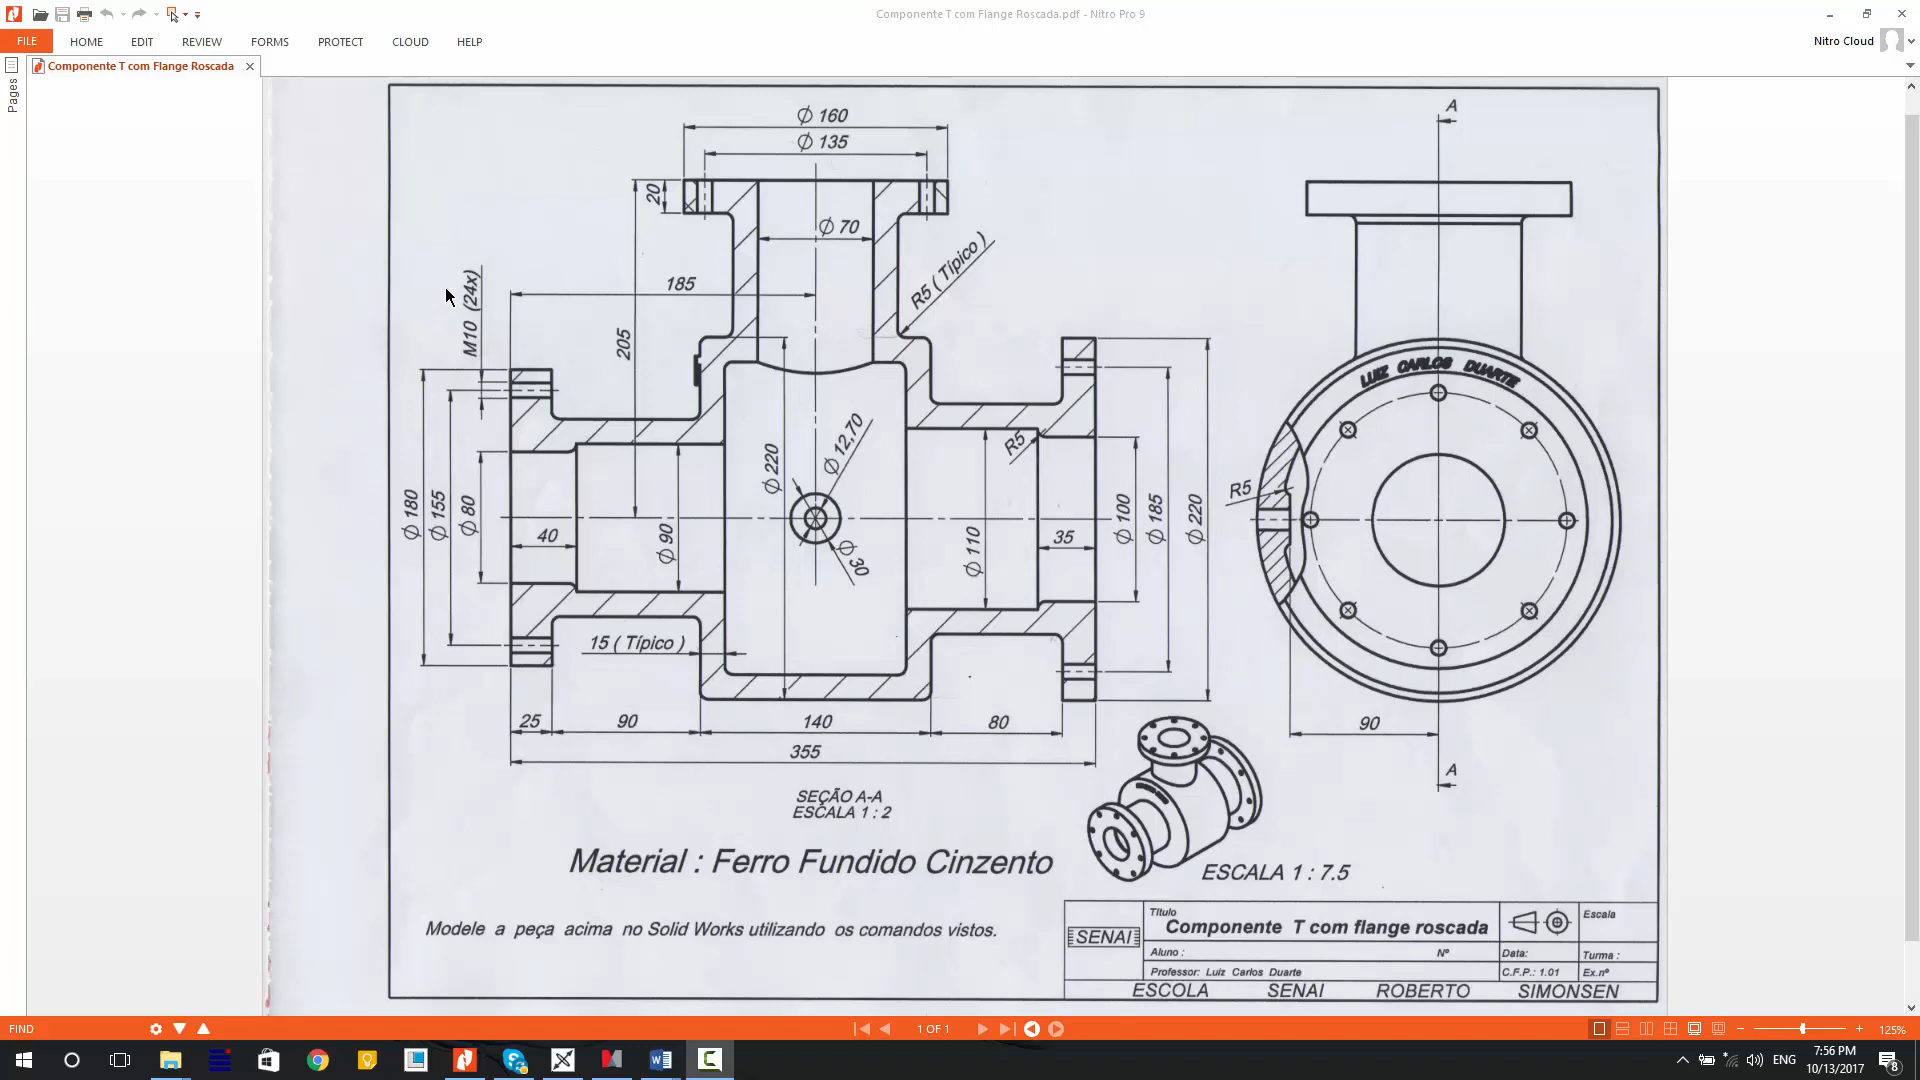 Componente T com Flange Roscada.pdf - Nitro Pro 9
FILE HOME EDIT REVIEW FORMS PROTECT CLOUD HELP
Nitro Cloud
Componente T com Flange Roscada
Pages
A
Ø 160
Ø 135
20
Ø 70
R5 ( Típico )
185
M10 (24x)
205
LUIZ CARLOS DUARTE
Ø 12,70
Ø 220
R5
R5
Ø 180
Ø 155
Ø 80
40
Ø 90
Ø 30
Ø 110
35
Ø 100
Ø 185
Ø 220
15 ( Típico )
25
90
140
80
90
355
A
SEÇÃO A-A
ESCALA 1 : 2
Material : Ferro Fundido Cinzento
ESCALA 1 : 7.5
Modele a peça acima no Solid Works utilizando os comandos vistos.
SENAI
Título
Componente T com flange roscada
Escala
Aluno :
Nº
Data:
Turma :
Professor: Luiz Carlos Duarte
C.F.P.: 1.01
Ex.nº
ESCOLA SENAI ROBERTO SIMONSEN
FIND
1 OF 1
125%
ENG
7:56 PM
10/13/2017
8